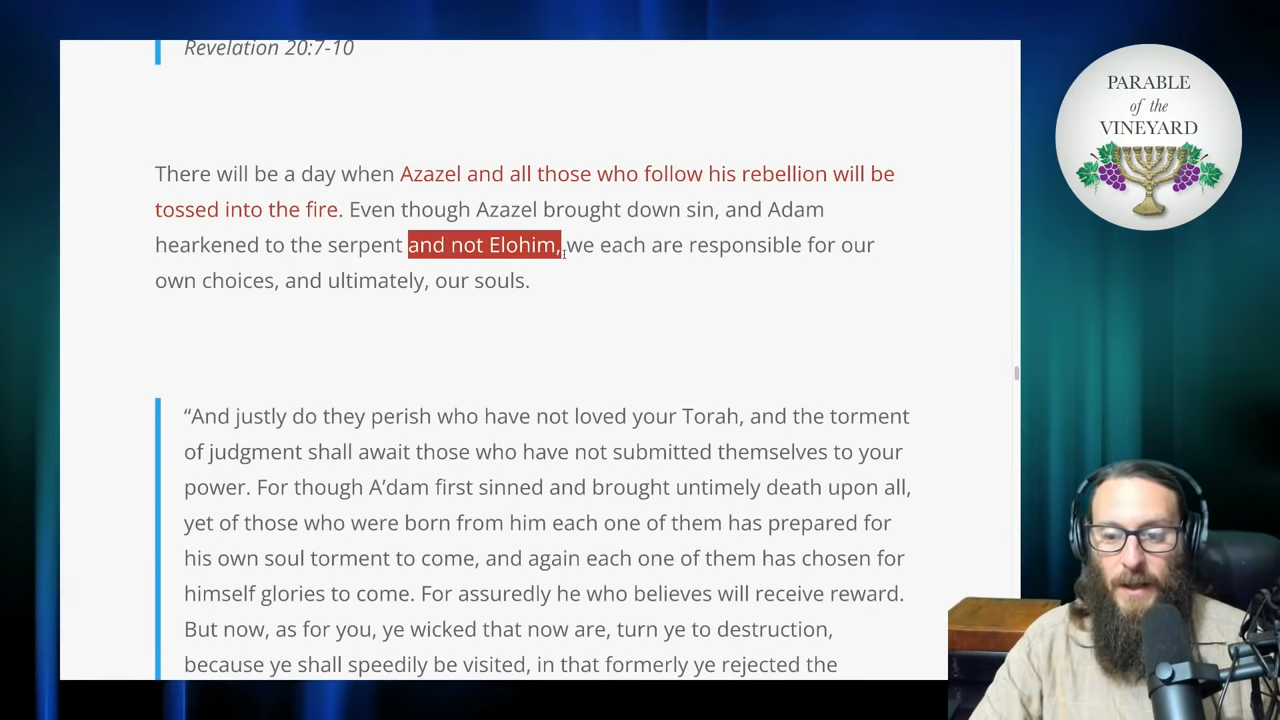 Revelation 20:7-10
There will be a day when Azazel and all those who follow his rebellion will be
tossed into the fire. Even though Azazel brought down sin, and Adam
hearkened to the serpent and not Elohim, we each are responsible for our
own choices, and ultimately, our souls.
“And justly do they perish who have not loved your Torah, and the torment
of judgment shall await those who have not submitted themselves to your
power. For though A’dam first sinned and brought untimely death upon all,
yet of those who were born from him each one of them has prepared for
his own soul torment to come, and again each one of them has chosen for
himself glories to come. For assuredly he who believes will receive reward.
But now, as for you, ye wicked that now are, turn ye to destruction,
because ye shall speedily be visited, in that formerly ye rejected the
PARABLE
of the
VINEYARD